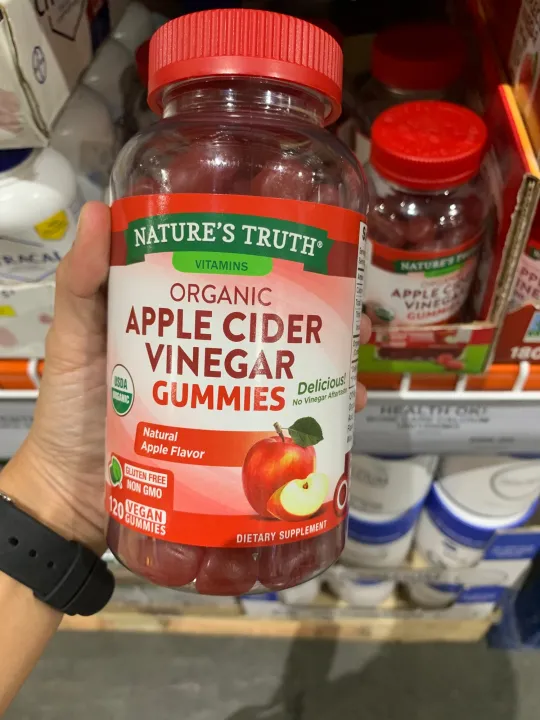 NATURE'S TRUTH®
VITAMINS
ORGANIC
APPLE CIDER
VINEGAR
GUMMIES
Delicious!
No Vinegar Aftertaste
USDA
ORGANIC
Natural
Apple Flavor
GLUTEN FREE
NON GMO
120 VEGAN
GUMMIES
DIETARY SUPPLEMENT
NATURE'S TRUTH
APPLE CIDER
VINEGAR
GUMMIES
180
HEALTH